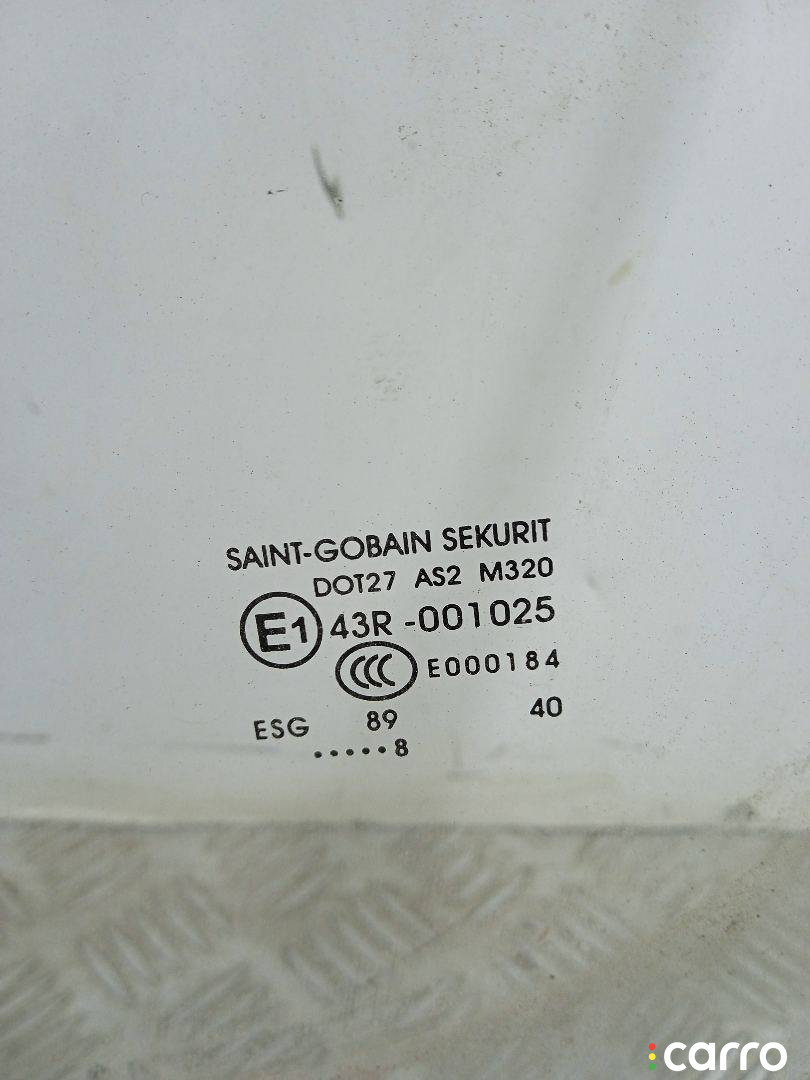 SAINT-GOBAIN SEKURIT
DOT27 AS2 M320
E1 43R -001025
CCC E000184
ESG 89 40
.....8
carro